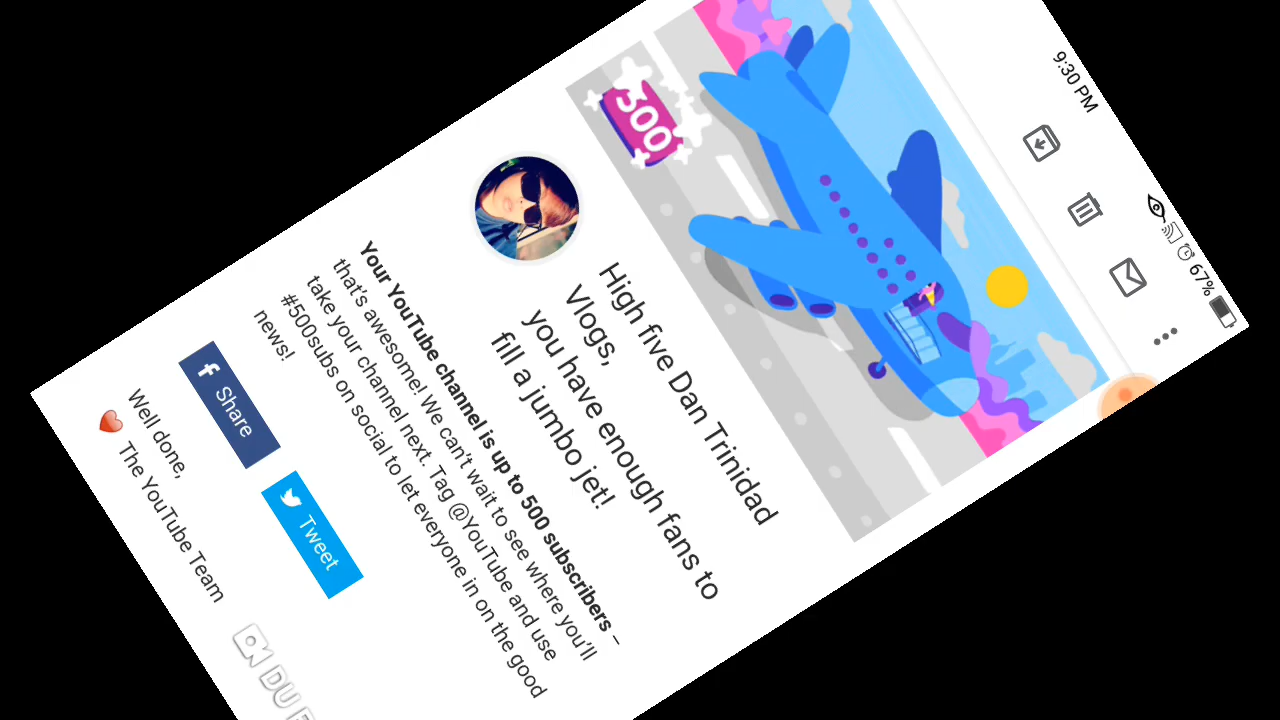 9:30 PM
67%
500
High five Dan Trinidad
Vlogs,
you have enough fans to
fill a jumbo jet!
Your YouTube channel is up to 500 subscribers –
that's awesome! We can't wait to see where you'll
take your channel next. Tag @YouTube and use
#500subs on social to let everyone in on the good
news!
f Share
Tweet
Well done,
The YouTube Team
DU